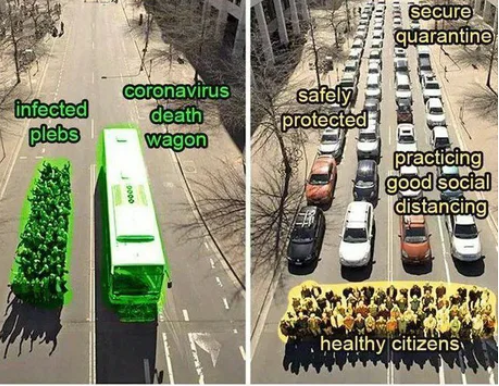 infected
plebs
coronavirus
death
wagon
secure
quarantine
safely
protected
practicing
good social
distancing
healthy citizens